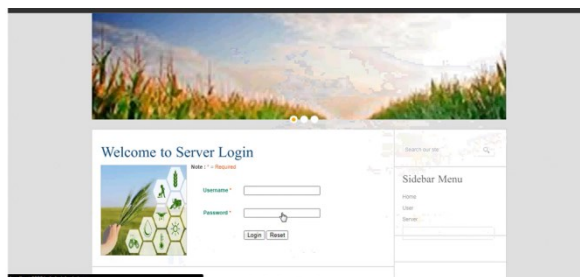 Welcome to Server Login
Note : * - Required
Username *
Password *
Login Reset
Search our site
Sidebar Menu
Home
User
Server